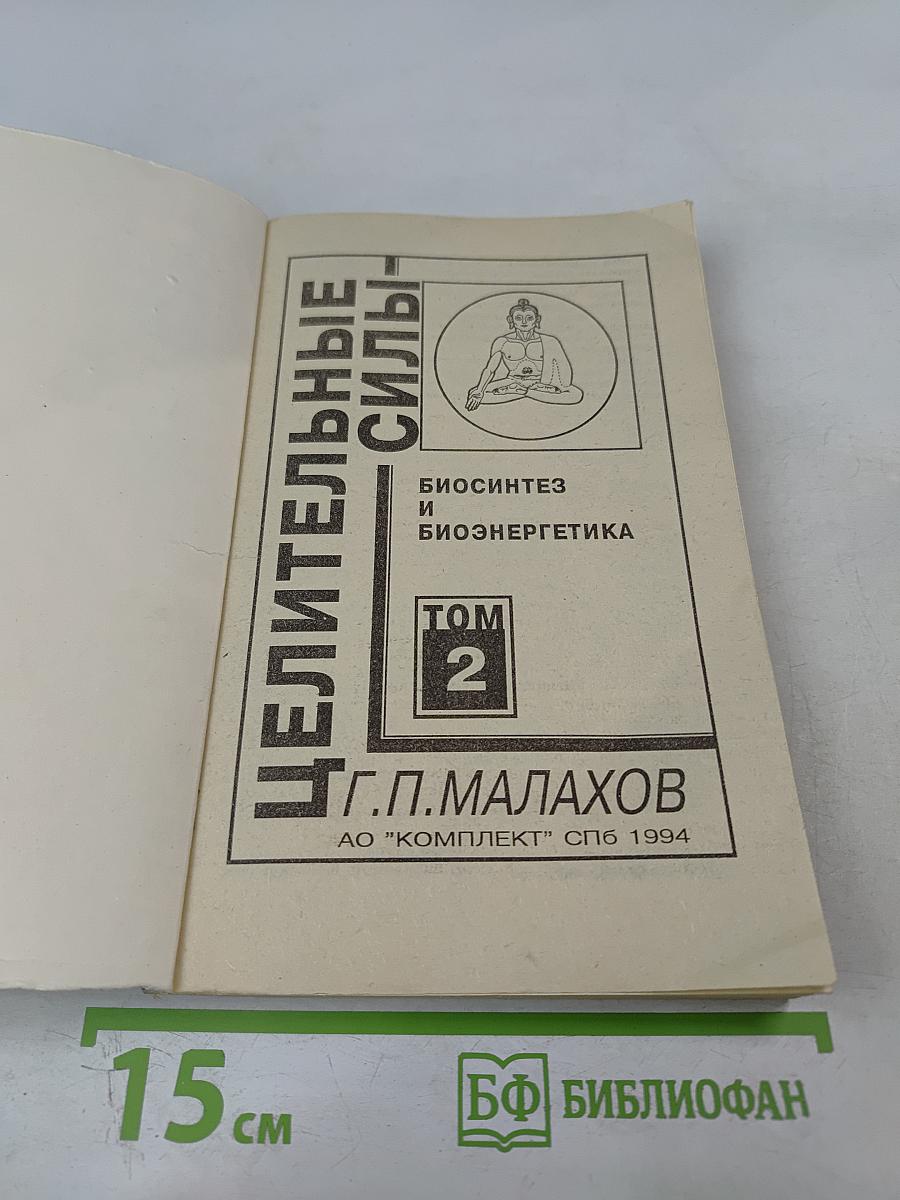 ЦЕЛИТЕЛЬНЫЕ
СИЛЫ–
БИОСИНТЕЗ
И
БИОЭНЕРГЕТИКА
ТОМ
2
Г.П.МАЛАХОВ
АО "КОМПЛЕКТ" СПб 1994
15 см
БФ БИБЛИОФАН